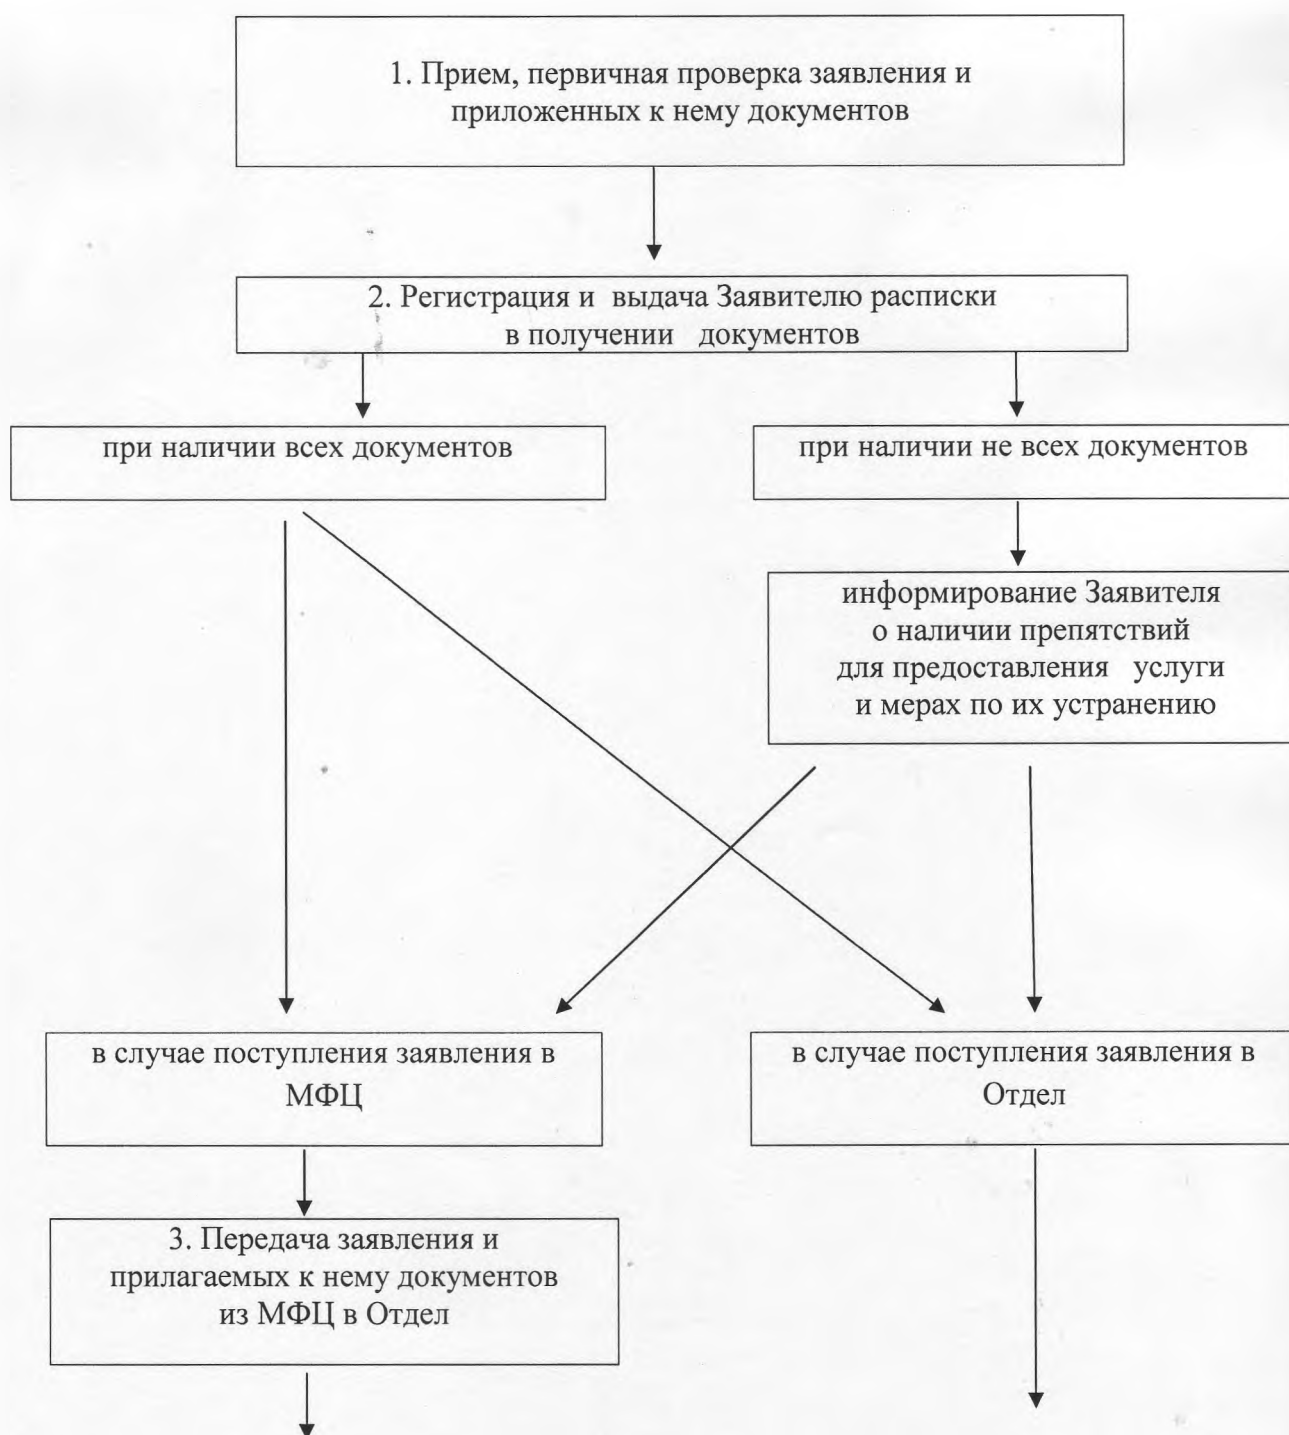 1. Прием, первичная проверка заявления и
приложенных к нему документов
2. Регистрация и выдача Заявителю расписки
в получении документов
при наличии всех документов
при наличии не всех документов
информирование Заявителя
о наличии препятствий
для предоставления услуги
и мерах по их устранению
в случае поступления заявления в
МФЦ
в случае поступления заявления в
Отдел
3. Передача заявления и
прилагаемых к нему документов
из МФЦ в Отдел